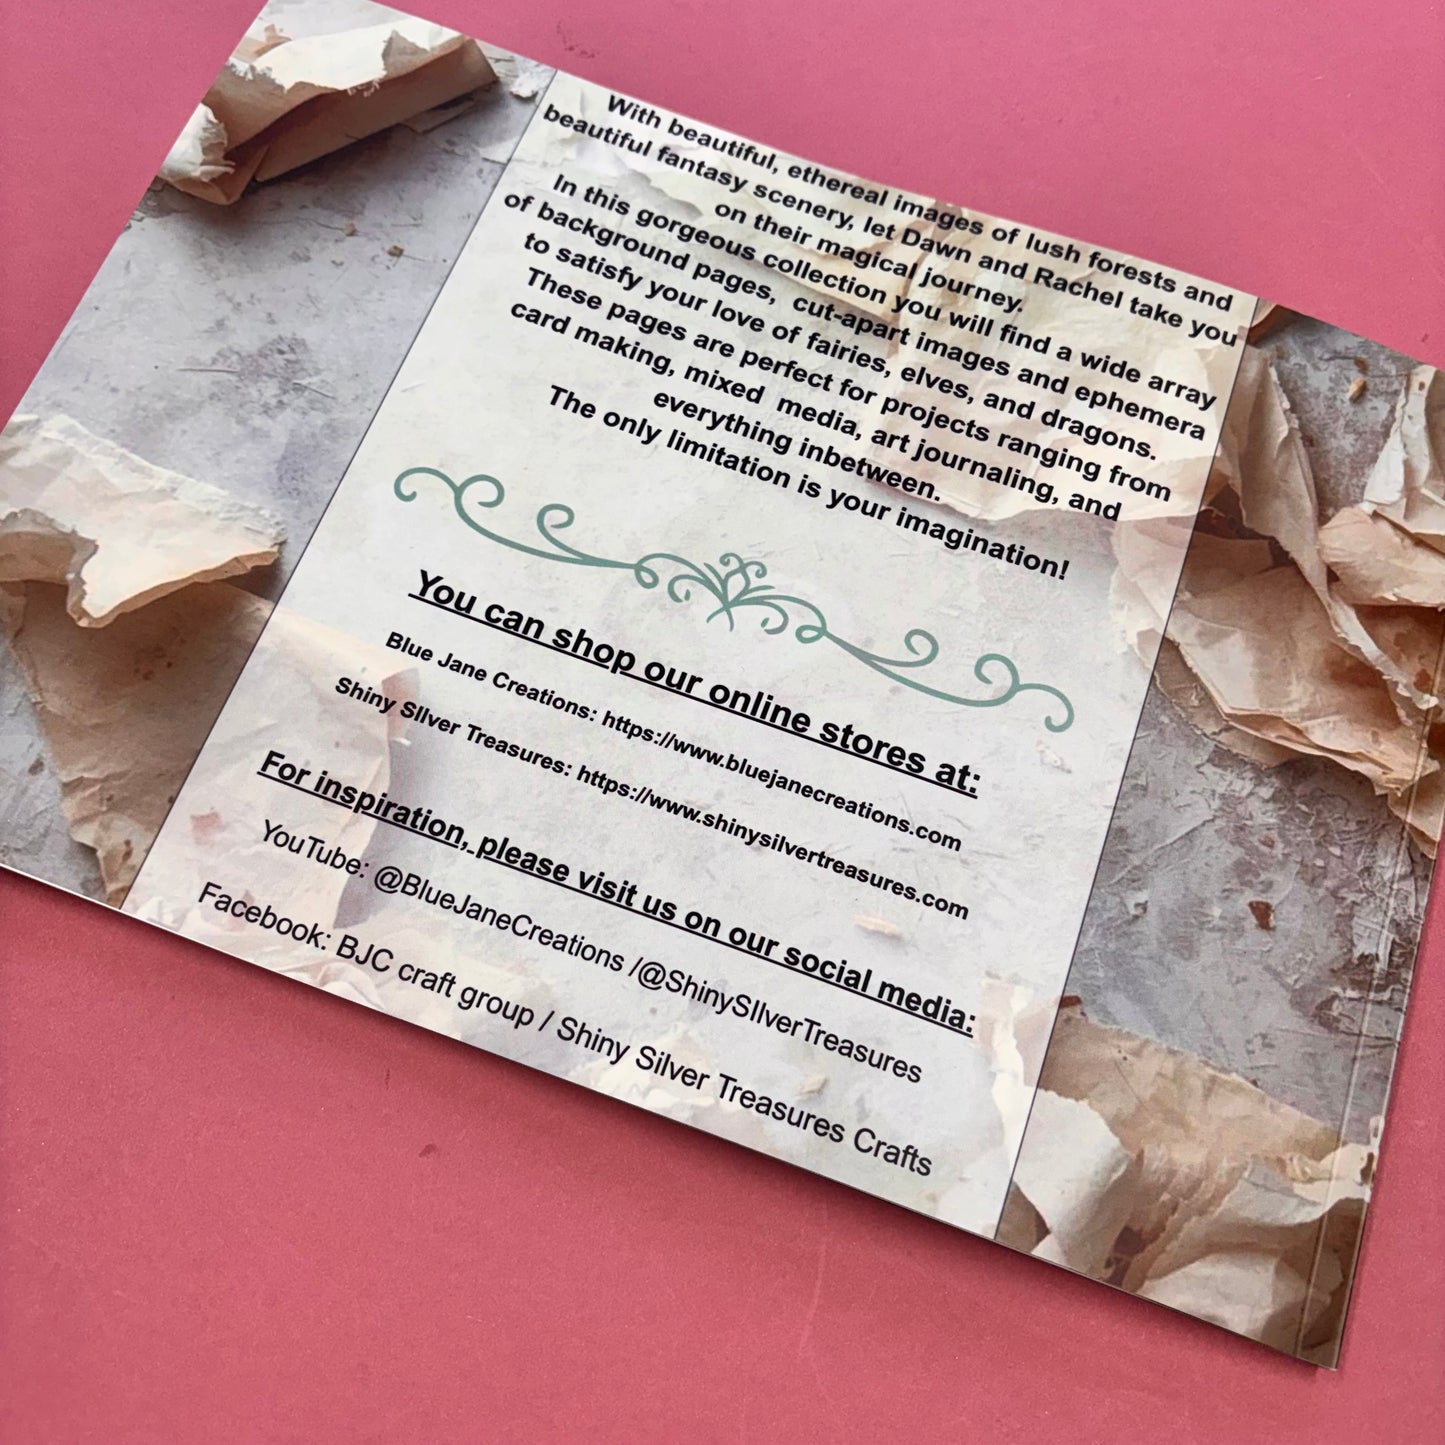 With beautiful, ethereal images of lush forests and
beautiful fantasy scenery, let Dawn and Rachel take you
on their magical journey.
In this gorgeous collection you will find a wide array
of background pages, cut-apart images and ephemera
to satisfy your love of fairies, elves, and dragons.
These pages are perfect for projects ranging from
card making, mixed media, art journaling, and
everything inbetween.
The only limitation is your imagination!
You can shop our online stores at:
Blue Jane Creations: https://www.bluejanecreations.com
Shiny SIlver Treasures: https://www.shinysilvertreasures.com
For inspiration, please visit us on our social media:
YouTube: @BlueJaneCreations /@ShinySIlverTreasures
Facebook: BJC craft group / Shiny Silver Treasures Crafts